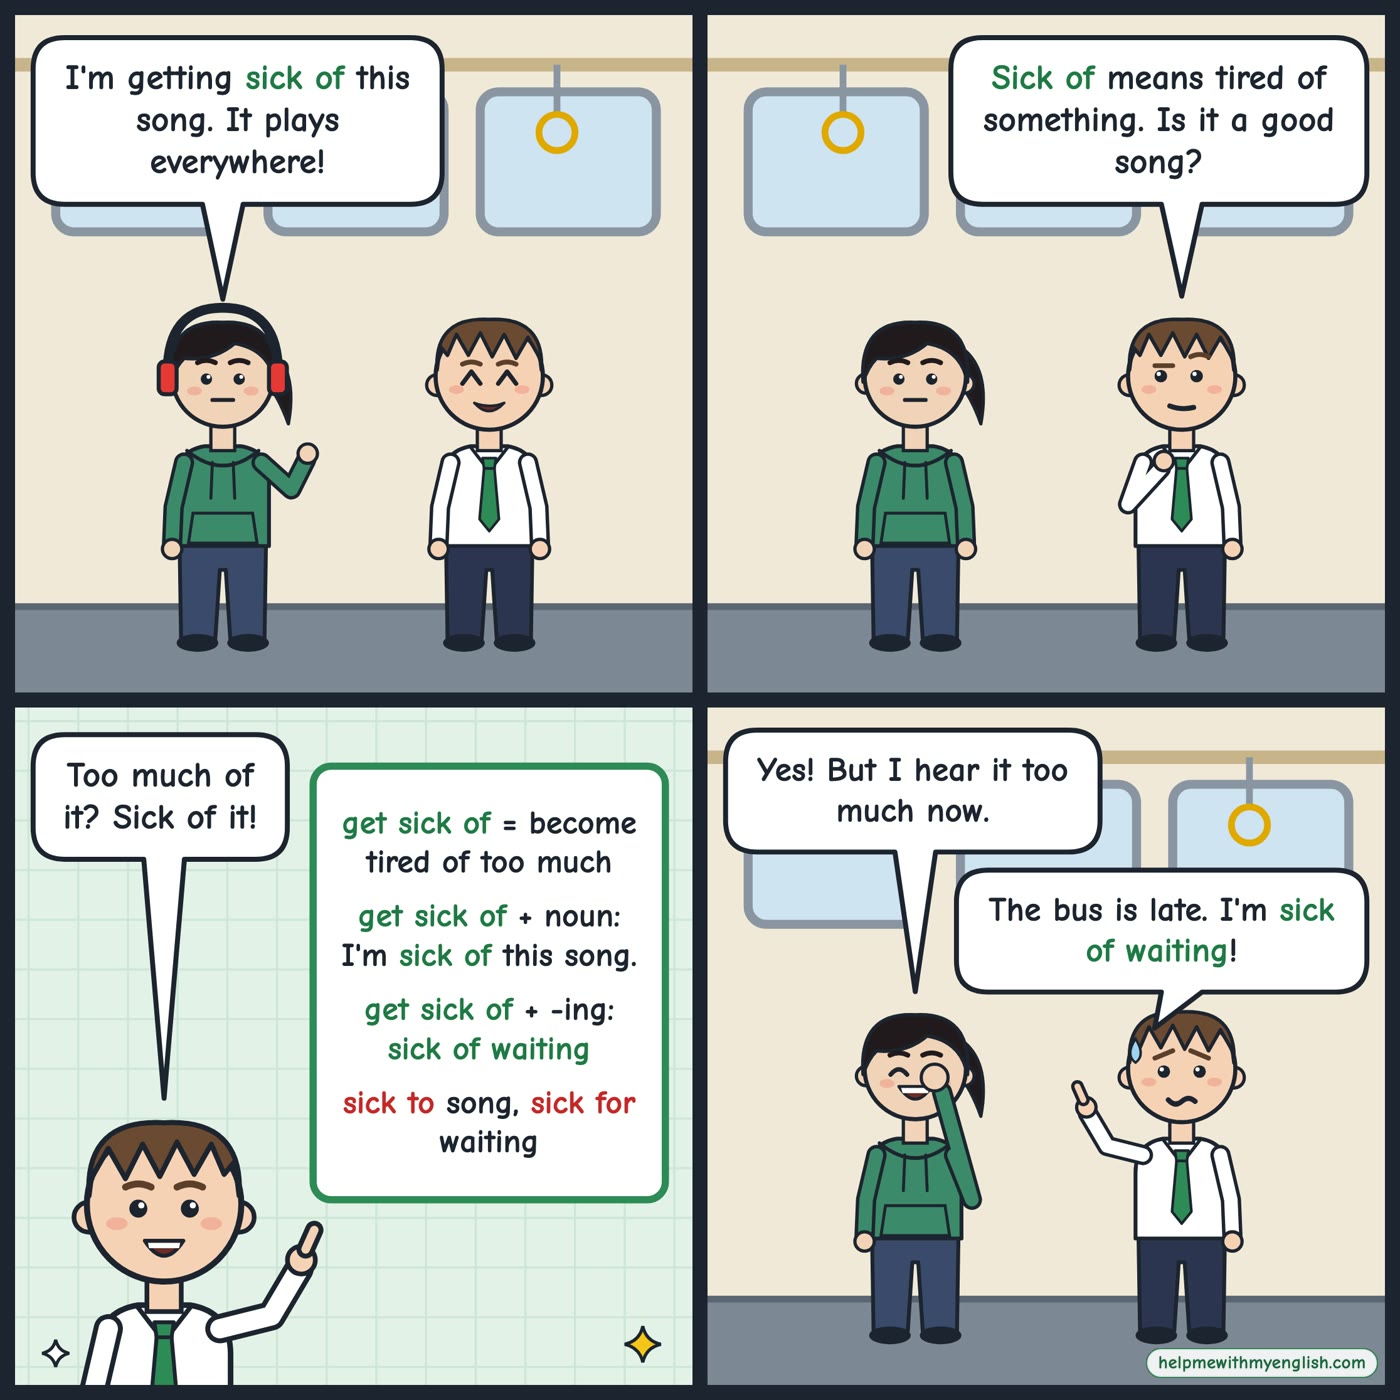 I'm getting sick of this
song. It plays
everywhere!
Sick of means tired of
something. Is it a good
song?
Too much of
it? Sick of it!
get sick of = become
tired of too much
get sick of + noun:
I'm sick of this song.
get sick of + -ing:
sick of waiting
sick to song, sick for
waiting
Yes! But I hear it too
much now.
The bus is late. I'm sick
of waiting!
helpmewithmyenglish.com